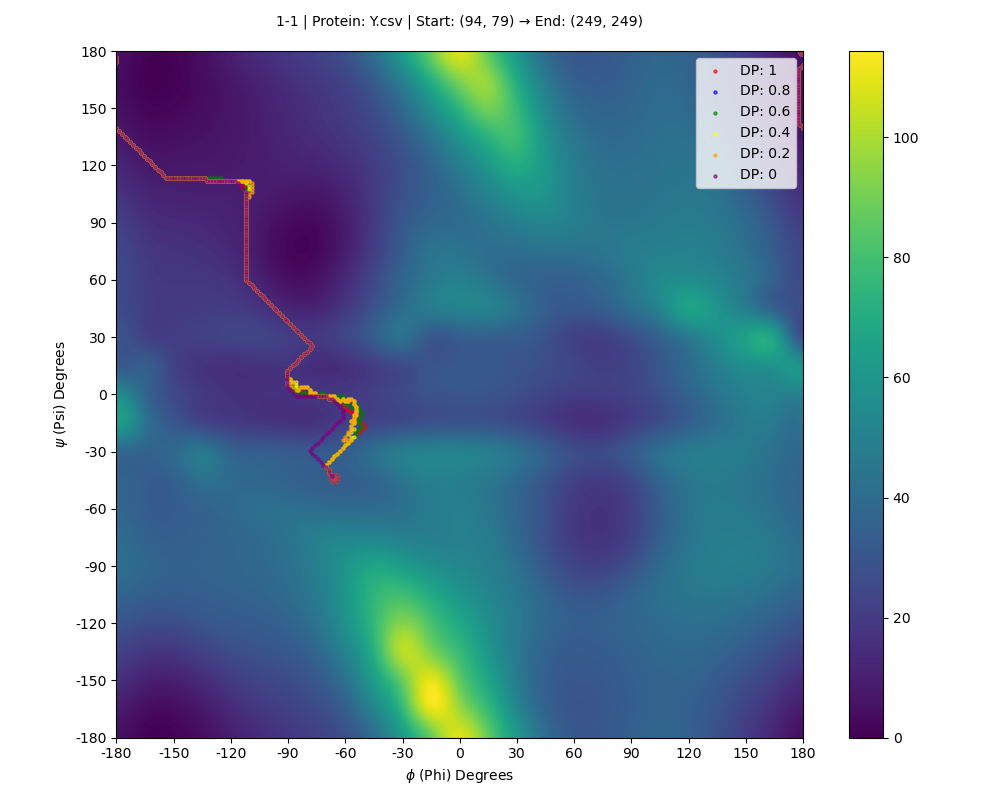 1-1 | Protein: Y.csv | Start: (94, 79) → End: (249, 249)
180
150
120
90
60
30
0
-30
-60
-90
-120
-150
-180
ψ (Psi) Degrees
-180 -150 -120 -90 -60 -30 0 30 60 90 120 150 180
ϕ (Phi) Degrees
DP: 1
DP: 0.8
DP: 0.6
DP: 0.4
DP: 0.2
DP: 0
100
80
60
40
20
0